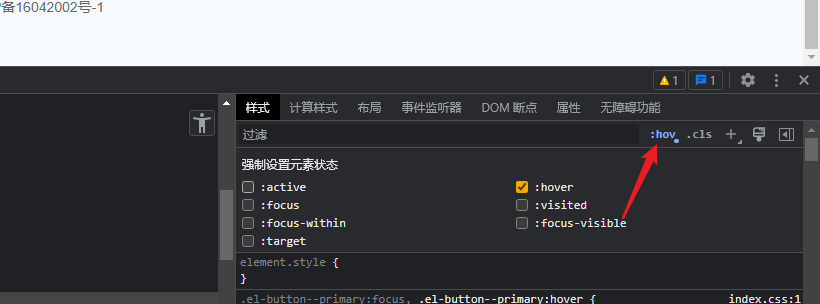 备16042002号-1
1
1
样式 计算样式 布局 事件监听器 DOM 断点 属性 无障碍功能
过滤 :hov .cls
强制设置元素状态
:active :hover
:focus :visited
:focus-within :focus-visible
:target
element.style {
}
.el-button--primary:focus, .el-button--primary:hover { index.css:1